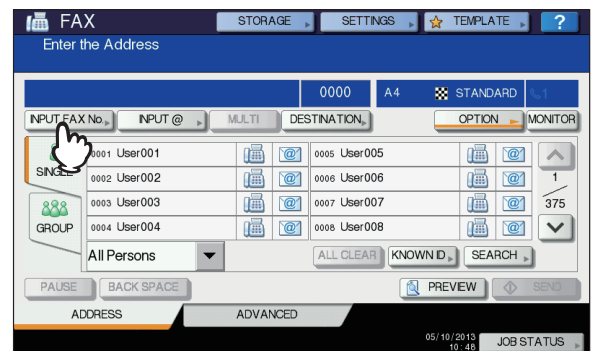 FAX STORAGE SETTINGS TEMPLATE ?
Enter the Address
0000 A4 STANDARD 1
INPUT FAX No. INPUT @ MULTI DESTINATION OPTION MONITOR
SINGLE
0001 User001 @ 0005 User005 @
0002 User002 @ 0006 User006 @
1
0003 User003 @ 0007 User007 @
375
GROUP
0004 User004 @ 0008 User008 @
All Persons ALL CLEAR KNOWN ID SEARCH
PAUSE BACK SPACE PREVIEW SEND
ADDRESS ADVANCED
05/10/2013
10:48
JOB STATUS